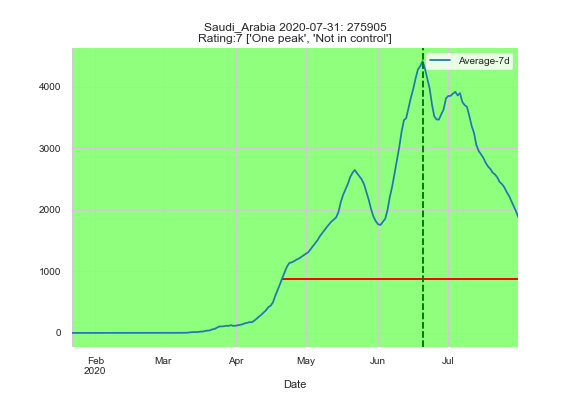 Saudi_Arabia 2020-07-31: 275905
Rating:7 ['One peak', 'Not in control']
Average-7d
4000
3000
2000
1000
0
Feb Mar Apr May Jun Jul
2020
Date